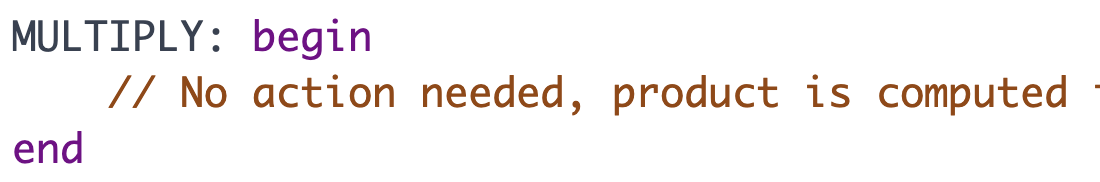 MULTIPLY: begin
    // No action needed, product is computed
end